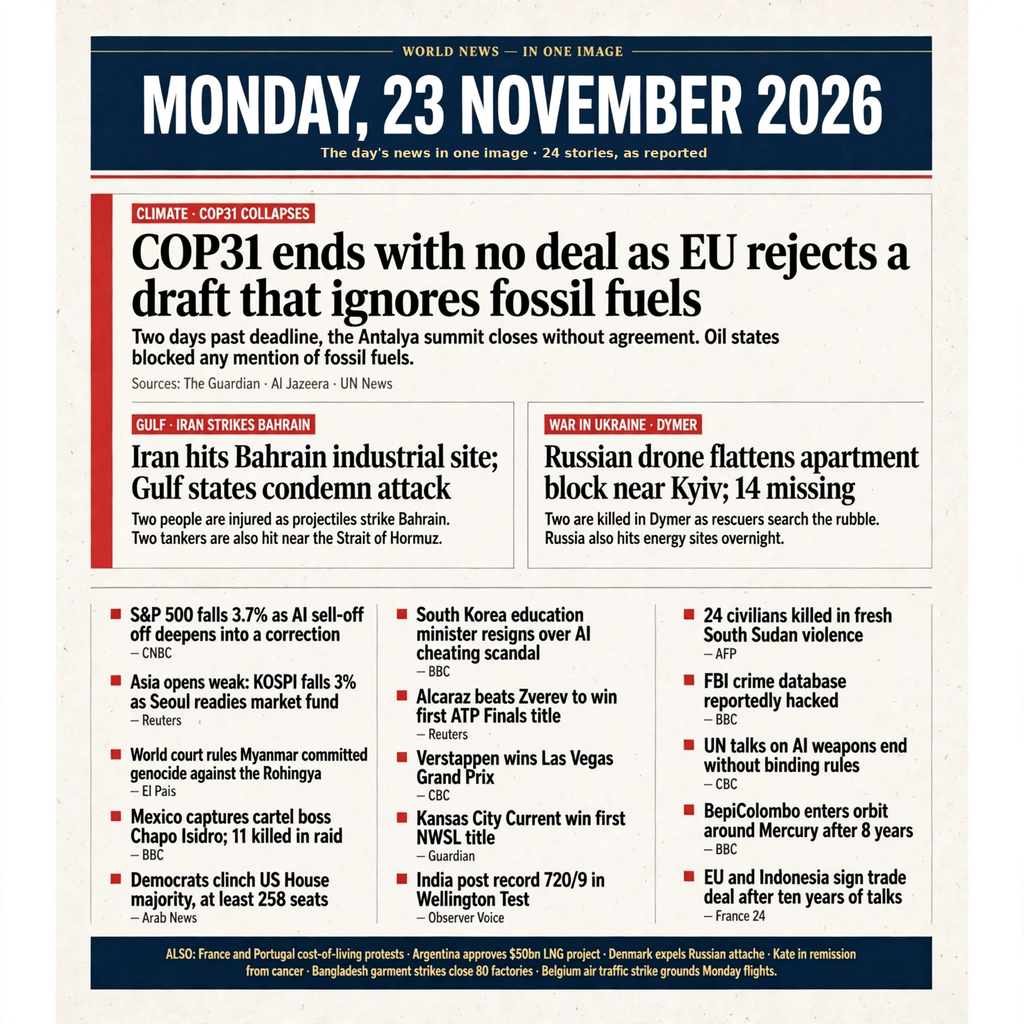 WORLD NEWS — IN ONE IMAGE
MONDAY, 23 NOVEMBER 2026
The day's news in one image · 24 stories, as reported
CLIMATE · COP31 COLLAPSES
COP31 ends with no deal as EU rejects a
draft that ignores fossil fuels
Two days past deadline, the Antalya summit closes without agreement. Oil states
blocked any mention of fossil fuels.
Sources: The Guardian · Al Jazeera · UN News
GULF · IRAN STRIKES BAHRAIN
Iran hits Bahrain industrial site;
Gulf states condemn attack
Two people are injured as projectiles strike Bahrain.
Two tankers are also hit near the Strait of Hormuz.
WAR IN UKRAINE · DYMER
Russian drone flattens apartment
block near Kyiv; 14 missing
Two are killed in Dymer as rescuers search the rubble.
Russia also hits energy sites overnight.
S&P 500 falls 3.7% as AI sell-off
off deepens into a correction
– CNBC
Asia opens weak: KOSPI falls 3%
as Seoul readies market fund
– Reuters
World court rules Myanmar committed
genocide against the Rohingya
– El Pais
Mexico captures cartel boss
Chapo Isidro; 11 killed in raid
– BBC
Democrats clinch US House
majority, at least 258 seats
– Arab News
South Korea education
minister resigns over AI
cheating scandal
– BBC
Alcaraz beats Zverev to win
first ATP Finals title
– Reuters
Verstappen wins Las Vegas
Grand Prix
– CBC
Kansas City Current win first
NWSL title
– Guardian
India post record 720/9 in
Wellington Test
– Observer Voice
24 civilians killed in fresh
South Sudan violence
– AFP
FBI crime database
reportedly hacked
– BBC
UN talks on AI weapons end
without binding rules
– CBC
BepiColombo enters orbit
around Mercury after 8 years
– BBC
EU and Indonesia sign trade
deal after ten years of talks
– France 24
ALSO: France and Portugal cost-of-living protests · Argentina approves $50bn LNG project · Denmark expels Russian attache · Kate in remission
from cancer · Bangladesh garment strikes close 80 factories · Belgium air traffic strike grounds Monday flights.